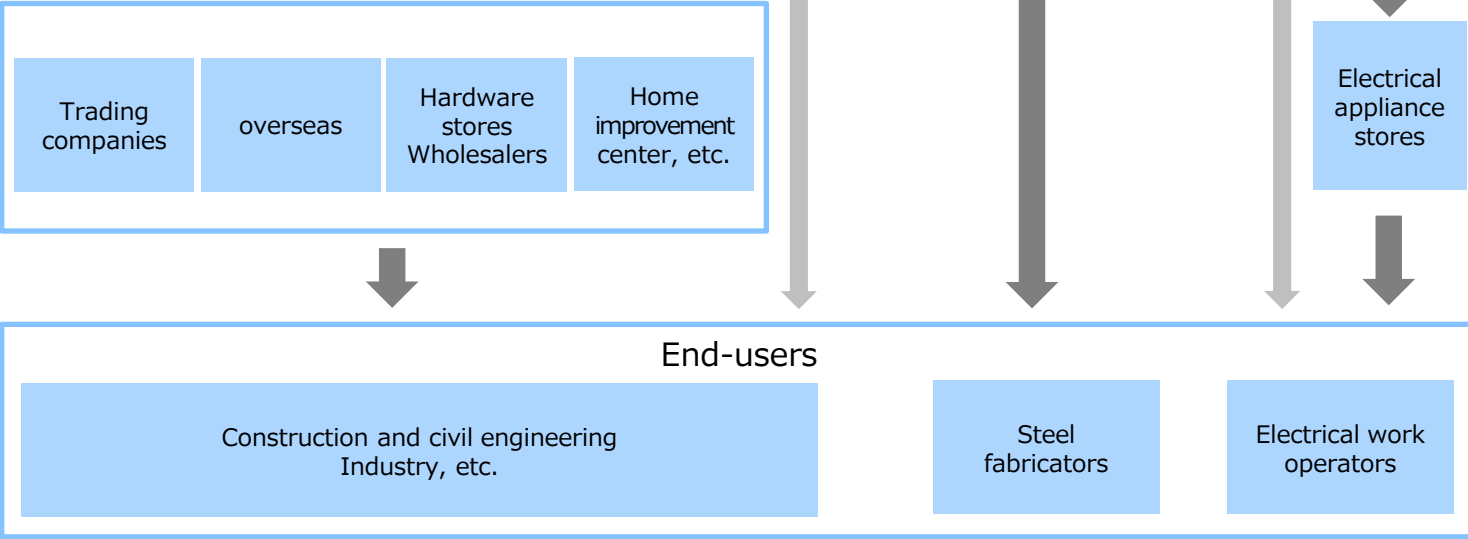 Trading
companies
overseas
Hardware
stores
Wholesalers
Home
improvement
center, etc.
Electrical
appliance
stores
End-users
Construction and civil engineering
Industry, etc.
Steel
fabricators
Electrical work
operators